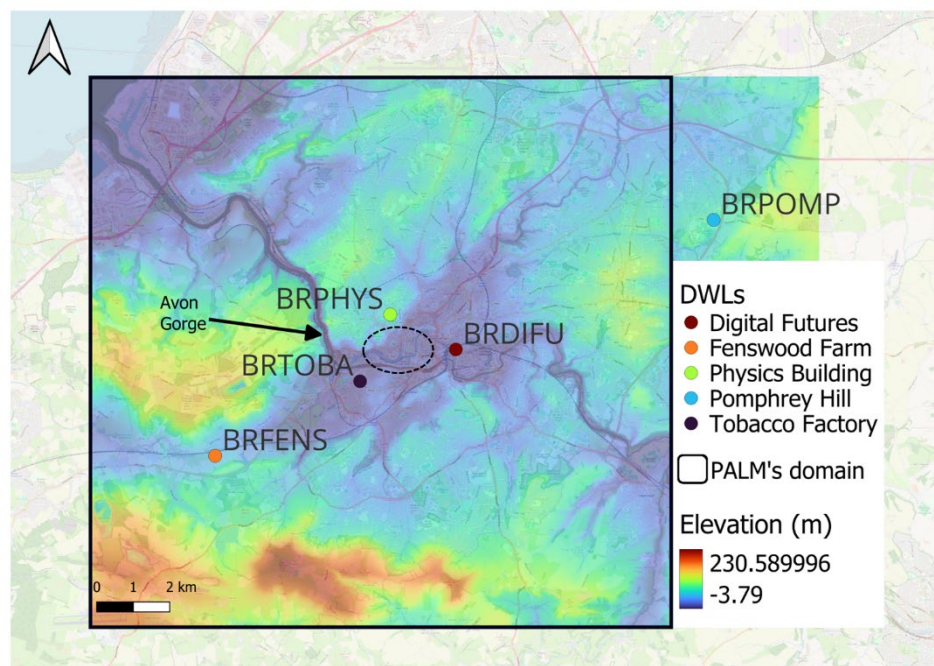 BRPOMP
BRPHYS
Avon
Gorge
BRDIFU
BRTOBA
BRFENS
DWLs
Digital Futures
Fenswood Farm
Physics Building
Pomphrey Hill
Tobacco Factory
PALM's domain
Elevation (m)
230.589996
-3.79
0 1 2 km